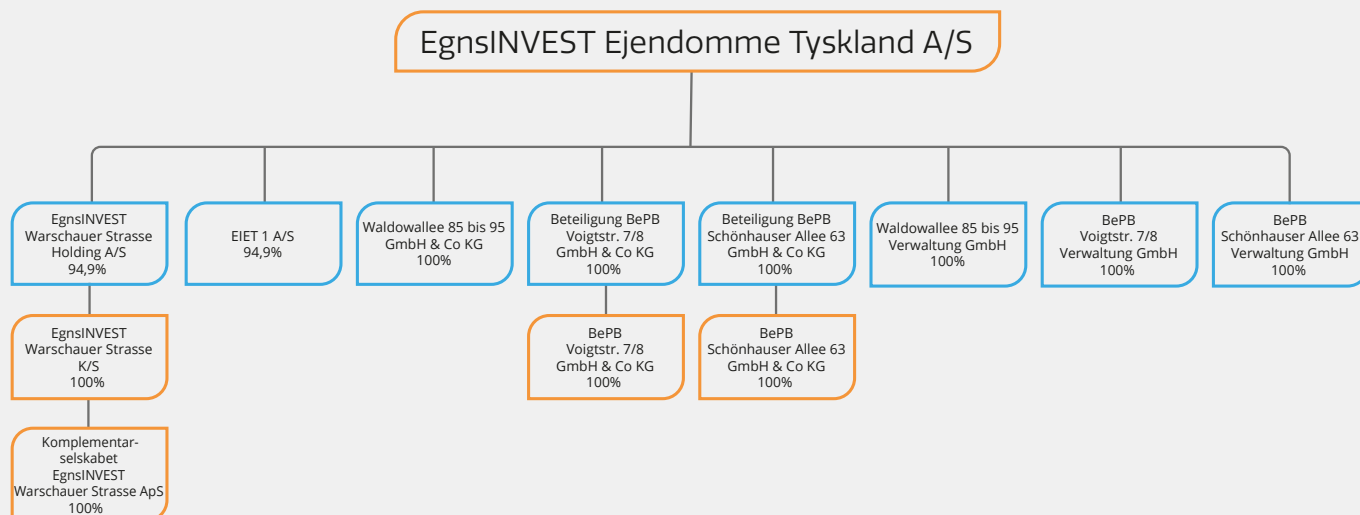 EgnsINVEST Ejendomme Tyskland A/S
EgnsINVEST
Warschauer Strasse
Holding A/S
94,9%
EIET 1 A/S
94,9%
Waldowallee 85 bis 95
GmbH & Co KG
100%
Beteiligung BePB
Voigtstr. 7/8
GmbH & Co KG
100%
Beteiligung BePB
Schönhauser Allee 63
GmbH & Co KG
100%
Waldowallee 85 bis 95
Verwaltung GmbH
100%
BePB
Voigtstr. 7/8
Verwaltung GmbH
100%
BePB
Schönhauser Allee 63
Verwaltung GmbH
100%
EgnsINVEST
Warschauer Strasse
K/S
100%
BePB
Voigtstr. 7/8
GmbH & Co KG
100%
BePB
Schönhauser Allee 63
GmbH & Co KG
100%
Komplementar-
selskabet
EgnsINVEST
Warschauer Strasse ApS
100%